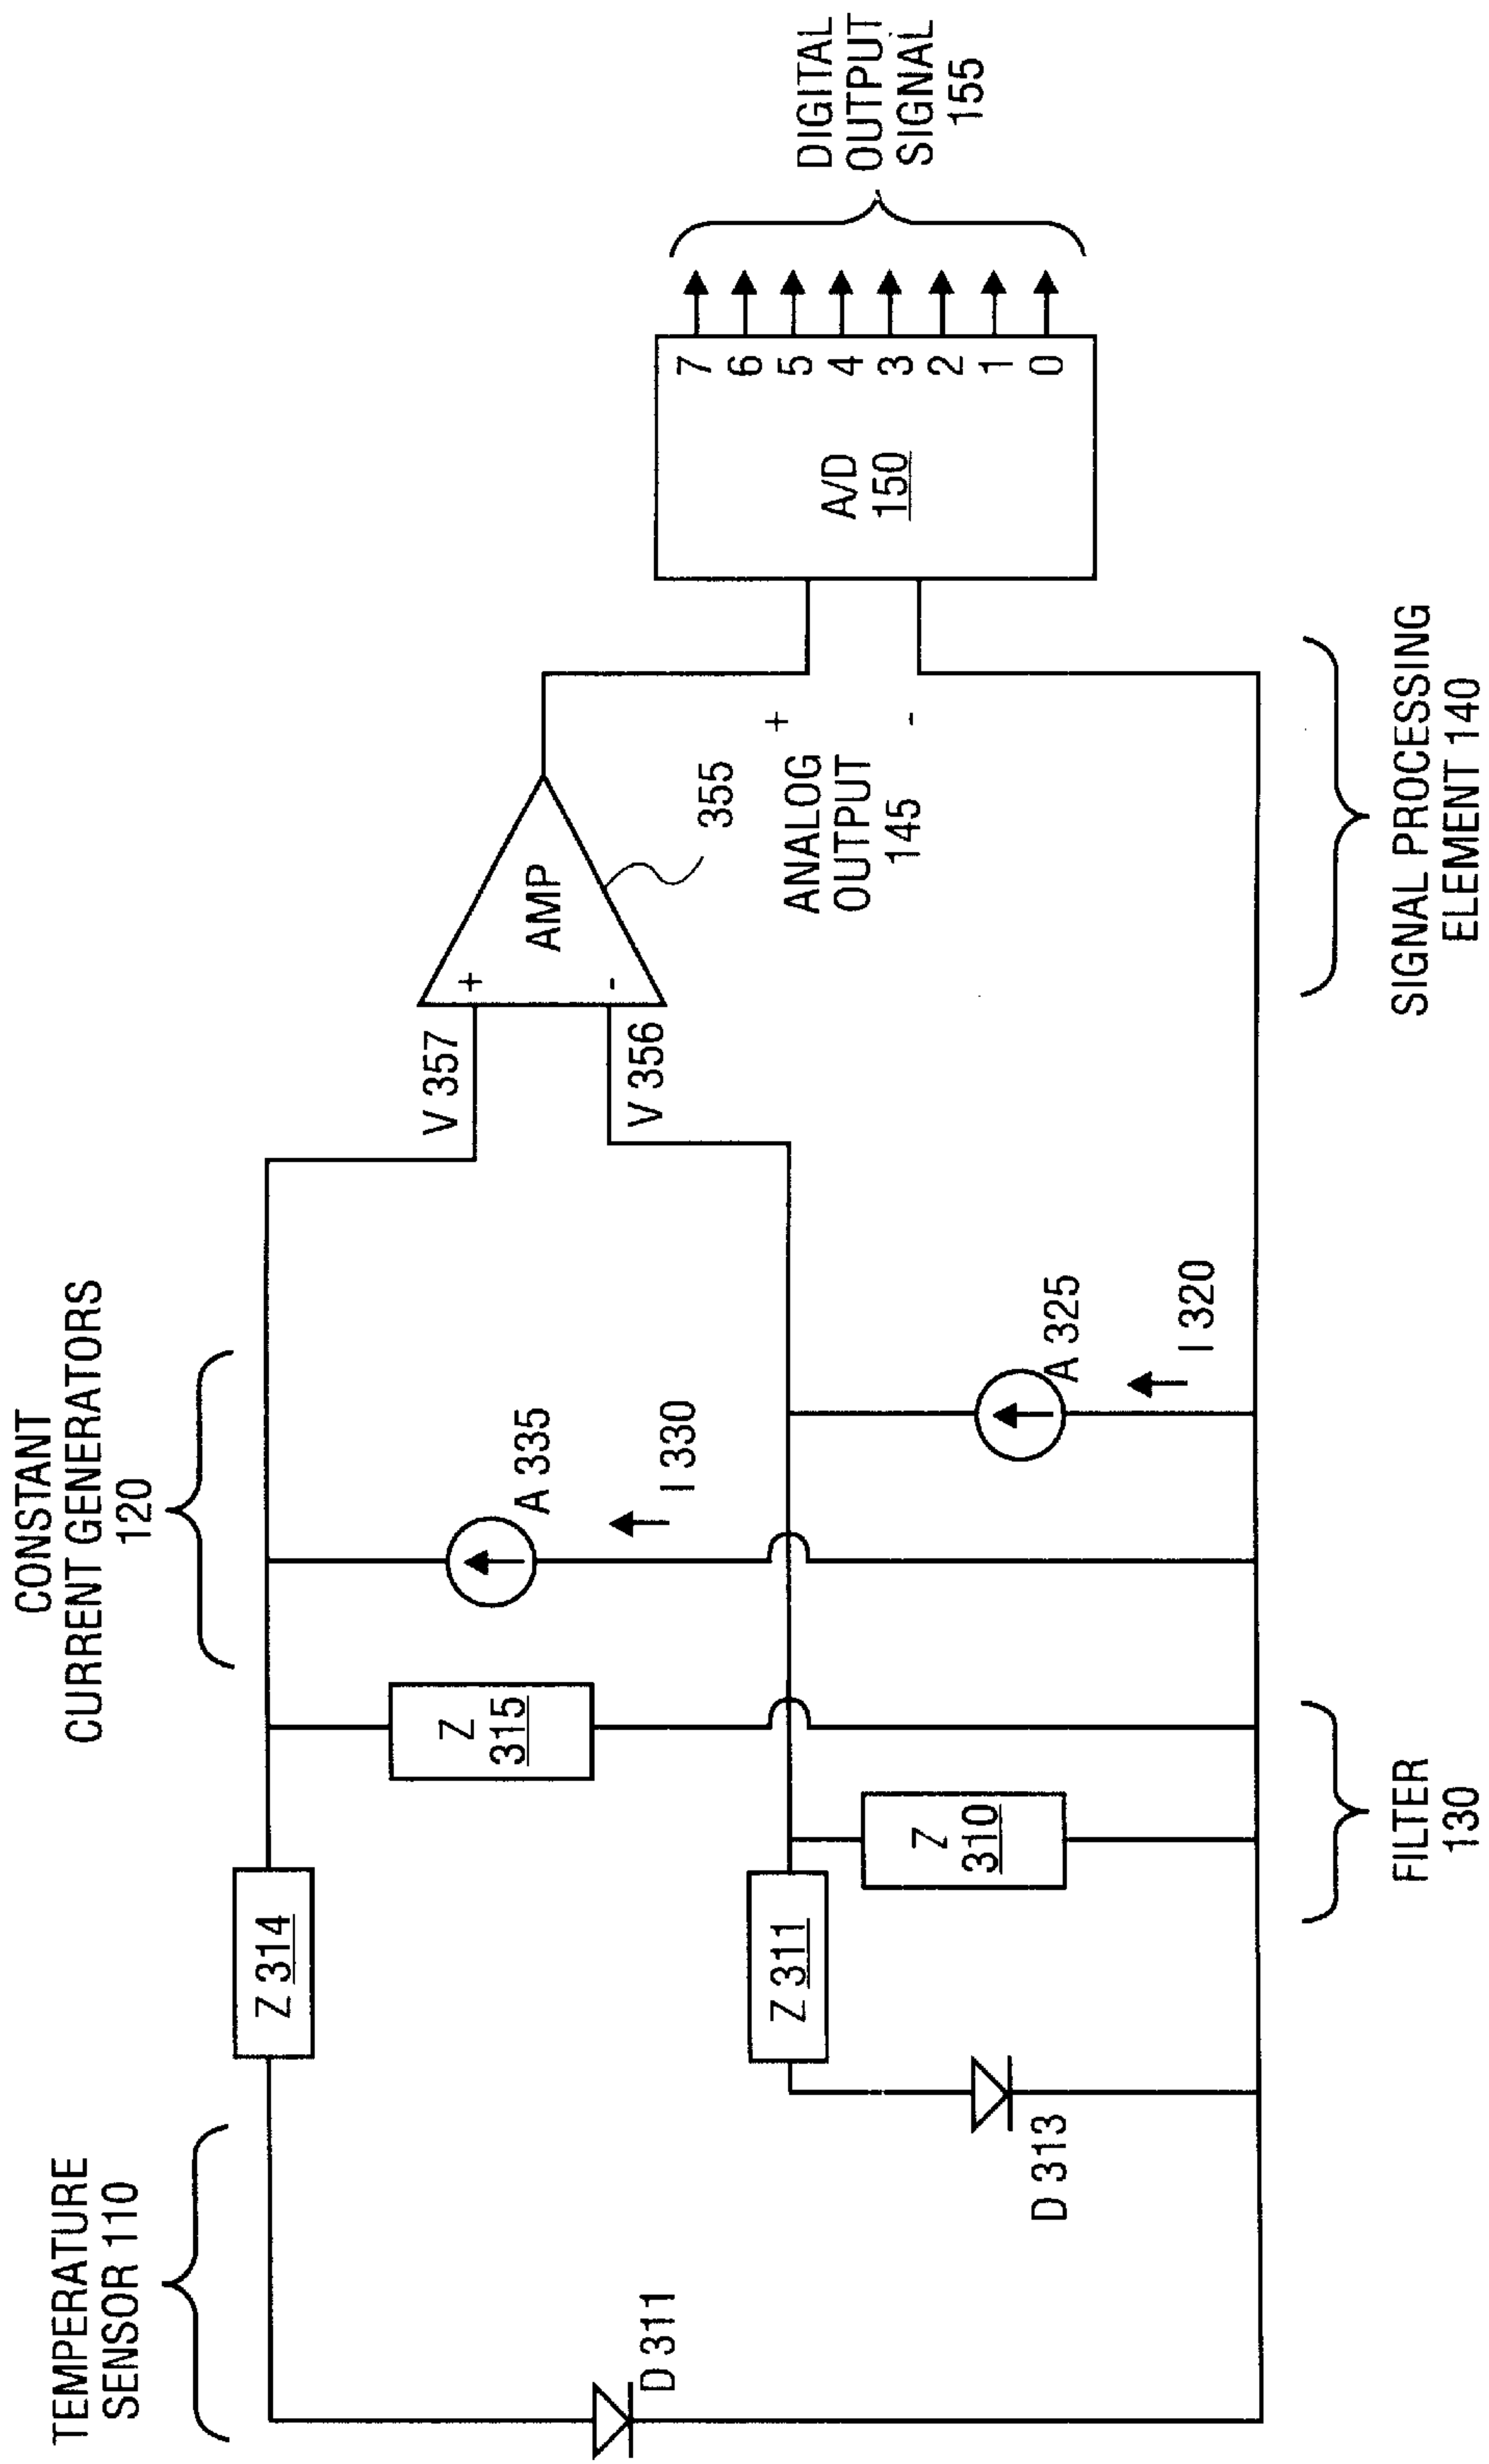 TEMPERATURE
SENSOR 110
CONSTANT
CURRENT GENERATORS
120
Z 314
Z
315
A 335
I 330
V 357
V 356
+
-
AMP
355
D 311
Z 311
Z
310
D 313
A 325
I 320
+
ANALOG
OUTPUT
145
-
A/D
150
7
6
5
4
3
2
1
0
DIGITAL
OUTPUT
SIGNAL
155
FILTER
130
SIGNAL PROCESSING
ELEMENT 140